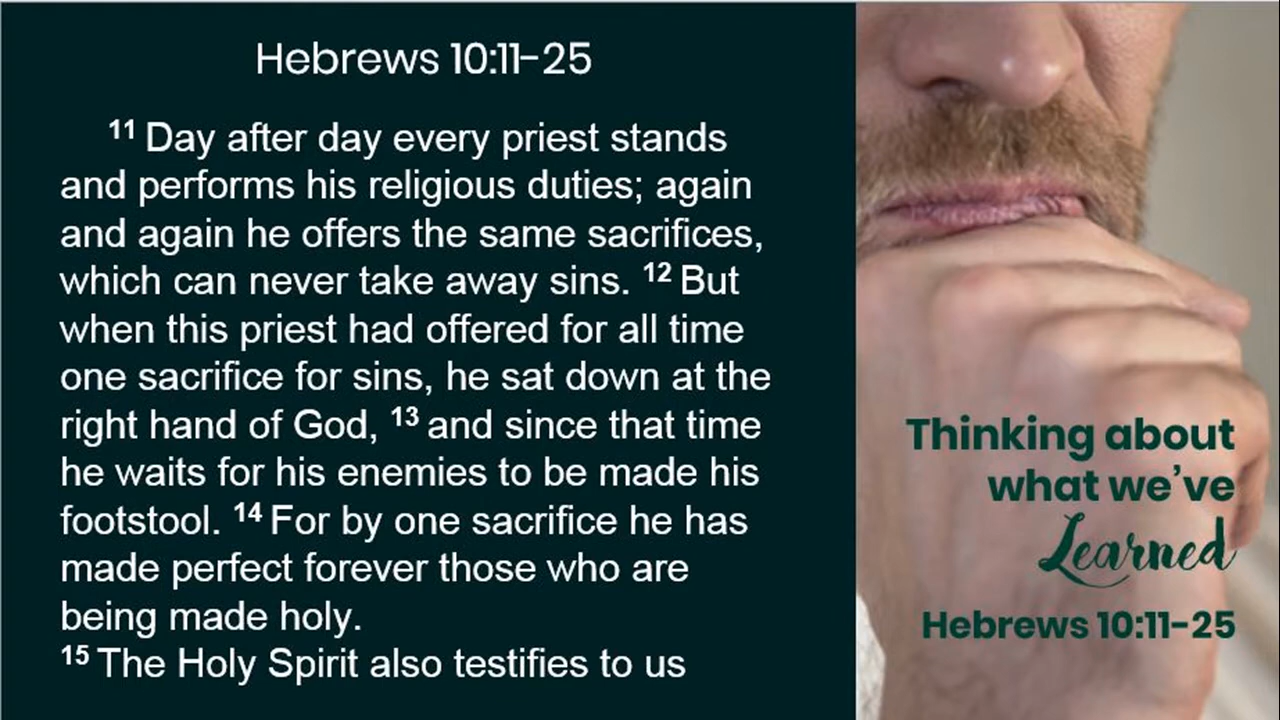 Hebrews 10:11-25
11 Day after day every priest stands
and performs his religious duties; again
and again he offers the same sacrifices,
which can never take away sins. 12 But
when this priest had offered for all time
one sacrifice for sins, he sat down at the
right hand of God, 13 and since that time
he waits for his enemies to be made his
footstool. 14 For by one sacrifice he has
made perfect forever those who are
being made holy.
15 The Holy Spirit also testifies to us
Thinking about
what we've
Learned
Hebrews 10:11-25